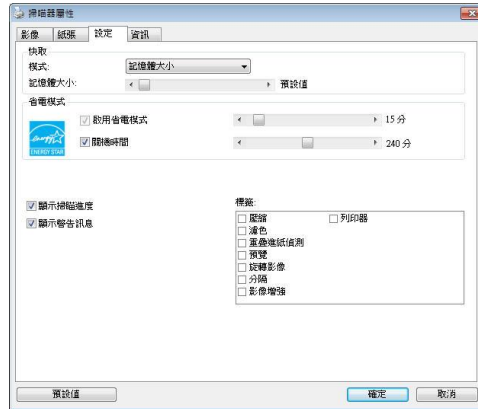 掃瞄器屬性
影像 紙張 設定 資訊
快取
模式: 記憶體大小
記憶體大小: 預設值
省電模式
啟用省電模式 15 分
關機時間 240 分
energy
ENERGY STAR
顯示掃瞄進度
顯示警告訊息
標籤:
壓縮 列印器
濾色
重疊進紙偵測
預覽
旋轉影像
分隔
影像增強
預設值 確定 取消